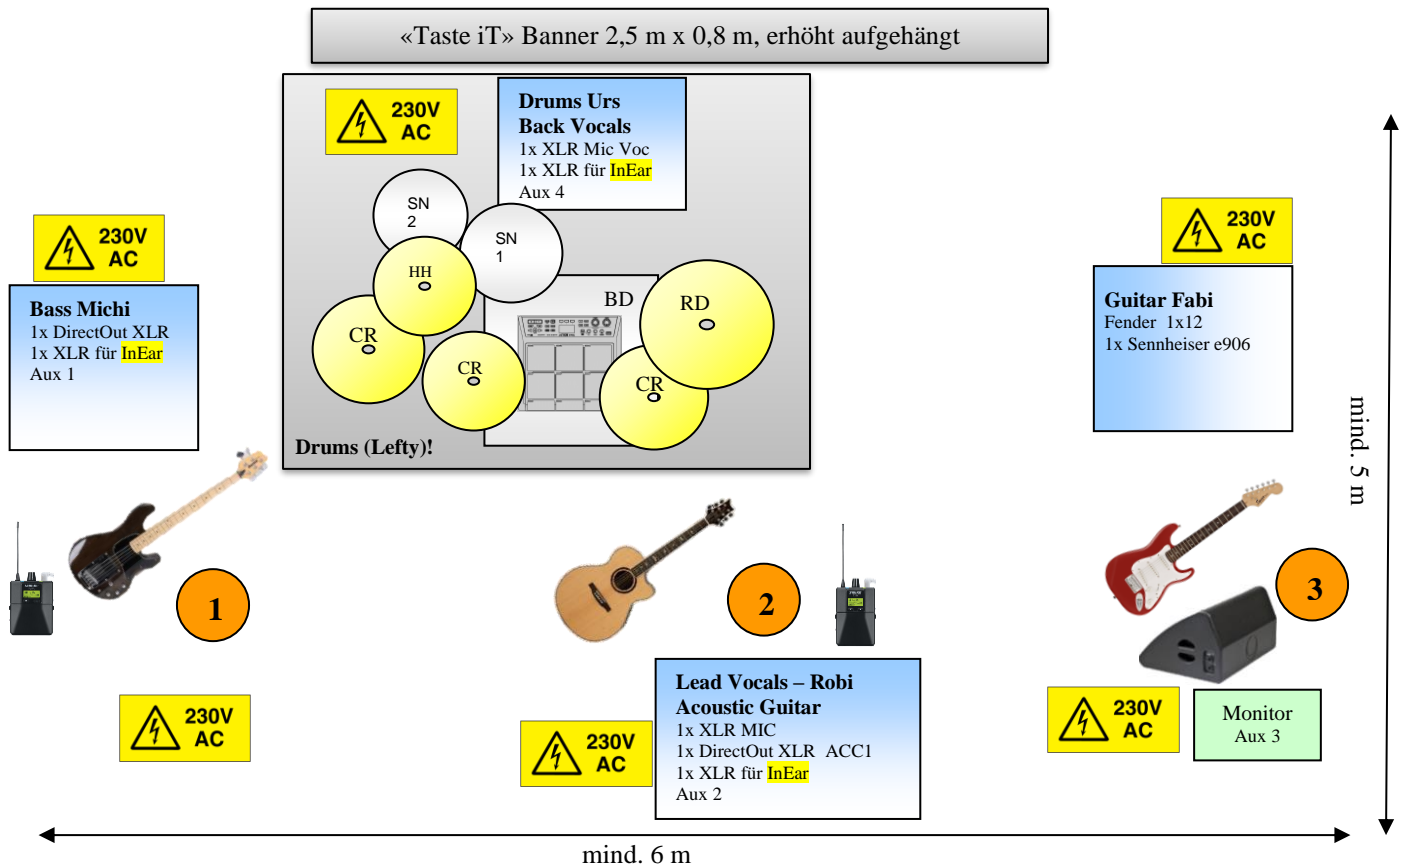 «Taste iT» Banner 2,5 m x 0,8 m, erhöht aufgehängt
230V
AC
Drums Urs
Back Vocals
1x XLR Mic Voc
1x XLR für InEar
Aux 4
SN
2
SN
1
HH
CR
CR
BD
RD
CR
Drums (Lefty)!
230V
AC
Bass Michi
1x DirectOut XLR
1x XLR für InEar
Aux 1
230V
AC
Guitar Fabi
Fender 1x12
1x Sennheiser e906
mind. 5 m
1
2
3
230V
AC
230V
AC
Lead Vocals – Robi
Acoustic Guitar
1x XLR MIC
1x DirectOut XLR ACC1
1x XLR für InEar
Aux 2
230V
AC
Monitor
Aux 3
mind. 6 m